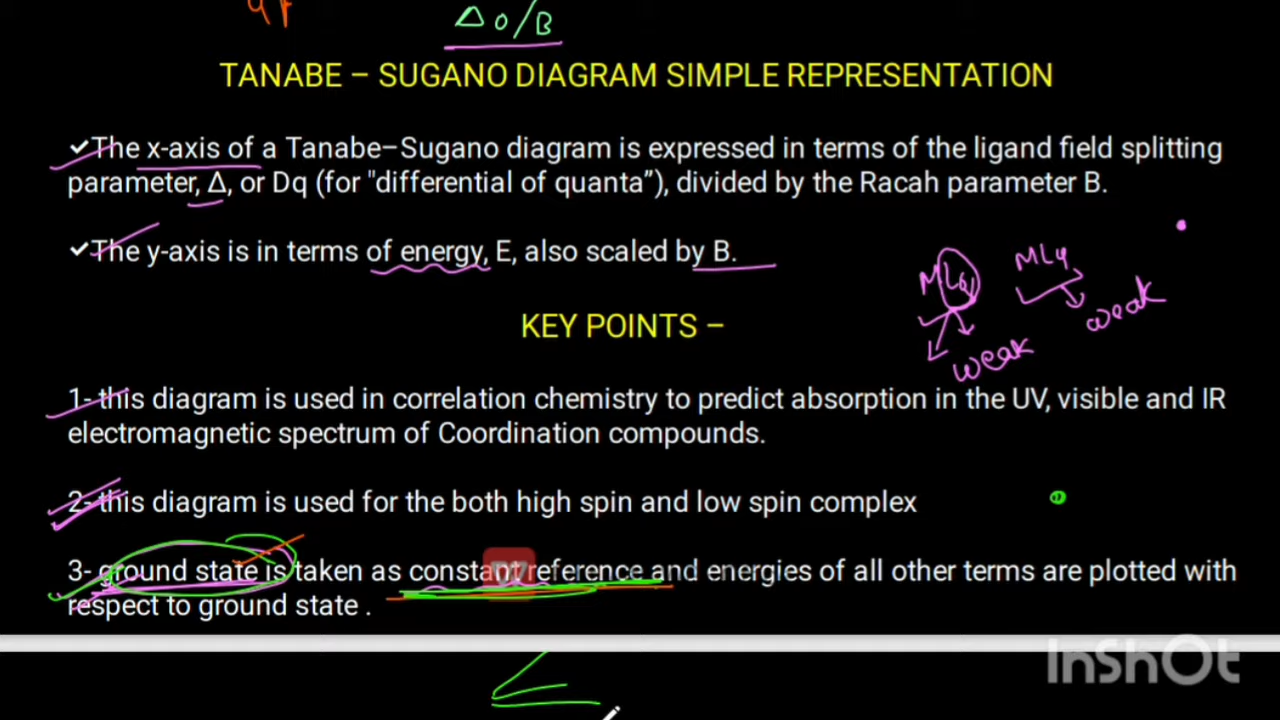 Δ o/B
TANABE – SUGANO DIAGRAM SIMPLE REPRESENTATION
✓The x-axis of a Tanabe–Sugano diagram is expressed in terms of the ligand field splitting
parameter, Δ, or Dq (for "differential of quanta”), divided by the Racah parameter B.
✓The y-axis is in terms of energy, E, also scaled by B.
ML4
weak
weak
KEY POINTS –
1- this diagram is used in correlation chemistry to predict absorption in the UV, visible and IR
electromagnetic spectrum of Coordination compounds.
2- this diagram is used for the both high spin and low spin complex
3- ground state is taken as constant reference and energies of all other terms are plotted with
respect to ground state .
InShOt